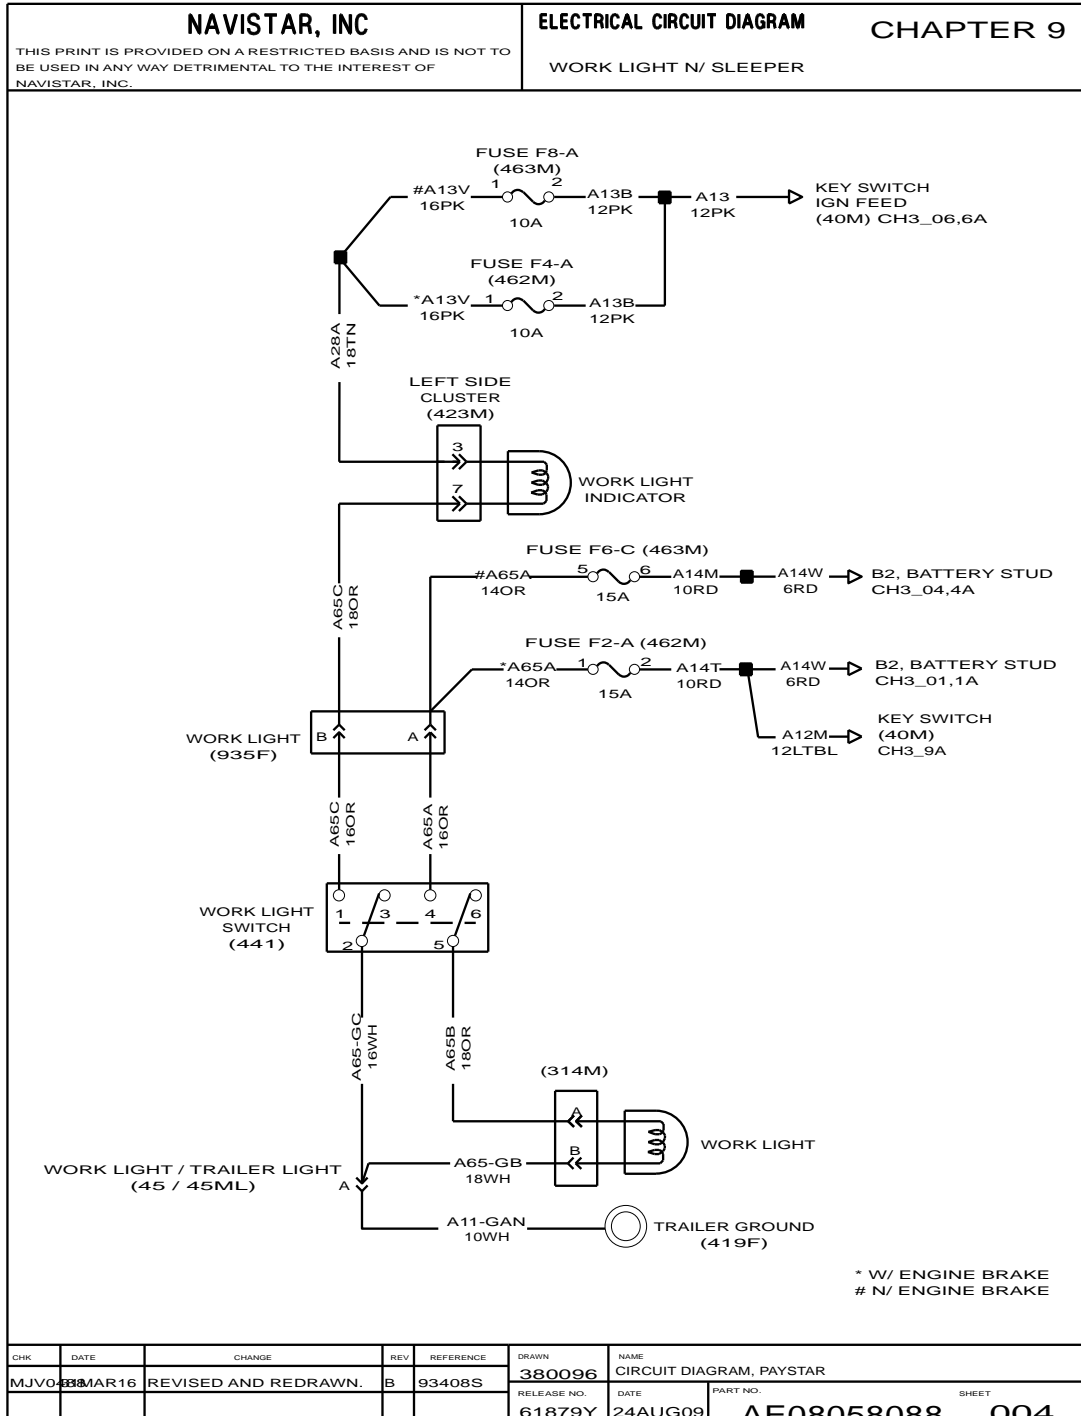 NAVISTAR, INC
THIS PRINT IS PROVIDED ON A RESTRICTED BASIS AND IS NOT TO
BE USED IN ANY WAY DETRIMENTAL TO THE INTEREST OF
NAVISTAR, INC.
ELECTRICAL CIRCUIT DIAGRAM
WORK LIGHT N/ SLEEPER
CHAPTER 9
FUSE F8-A
(463M)
#A13V
16PK
1
2
10A
A13B
12PK
A13
12PK
KEY SWITCH
IGN FEED
(40M) CH3_06,6A
FUSE F4-A
(462M)
*A13V
16PK
1
2
10A
A13B
12PK
A28A
18TN
LEFT SIDE
CLUSTER
(423M)
3
7
WORK LIGHT
INDICATOR
A65C
18OR
FUSE F6-C (463M)
#A65A
14OR
5
6
15A
A14M
10RD
A14W
6RD
B2, BATTERY STUD
CH3_04,4A
FUSE F2-A (462M)
*A65A
14OR
1
2
15A
A14T
10RD
A14W
6RD
B2, BATTERY STUD
CH3_01,1A
A12M
12LTBL
KEY SWITCH
(40M)
CH3_9A
WORK LIGHT
(935F)
B
A
A65C
16OR
A65A
16OR
WORK LIGHT
SWITCH
(441)
1
3
4
6
2
5
A65-GC
16WH
A65B
18OR
(314M)
A
B
WORK LIGHT
A65-GB
18WH
WORK LIGHT / TRAILER LIGHT
(45 / 45ML)
A
A11-GAN
10WH
TRAILER GROUND
(419F)
* W/ ENGINE BRAKE
# N/ ENGINE BRAKE
CHK DATE CHANGE REV REFERENCE
REVISED AND REDRAWN. B 93408S
DRAWN
380096
NAME
CIRCUIT DIAGRAM, PAYSTAR
RELEASE NO.
61879Y
DATE
24AUG09
PART NO.
AE08058088
SHEET
004